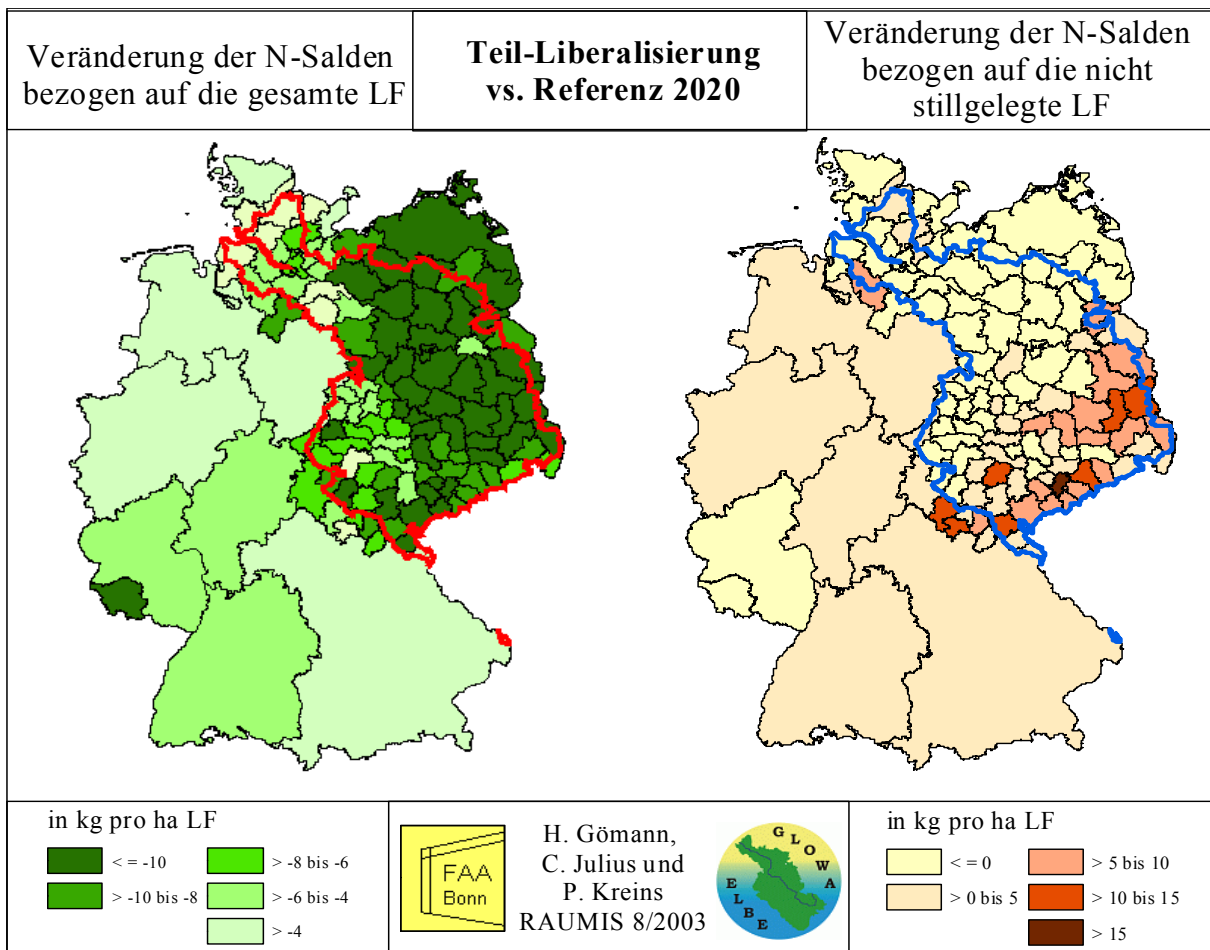 Veränderung der N-Salden
bezogen auf die gesamte LF
Teil-Liberalisierung
vs. Referenz 2020
Veränderung der N-Salden
bezogen auf die nicht
stillgelegte LF
in kg pro ha LF
< = -10
> -10 bis -8
> -8 bis -6
> -6 bis -4
> -4
FAA
Bonn
H. Gömann,
C. Julius und
P. Kreins
RAUMIS 8/2003
GLOWA
ELBE
in kg pro ha LF
< = 0
> 0 bis 5
> 5 bis 10
> 10 bis 15
> 15